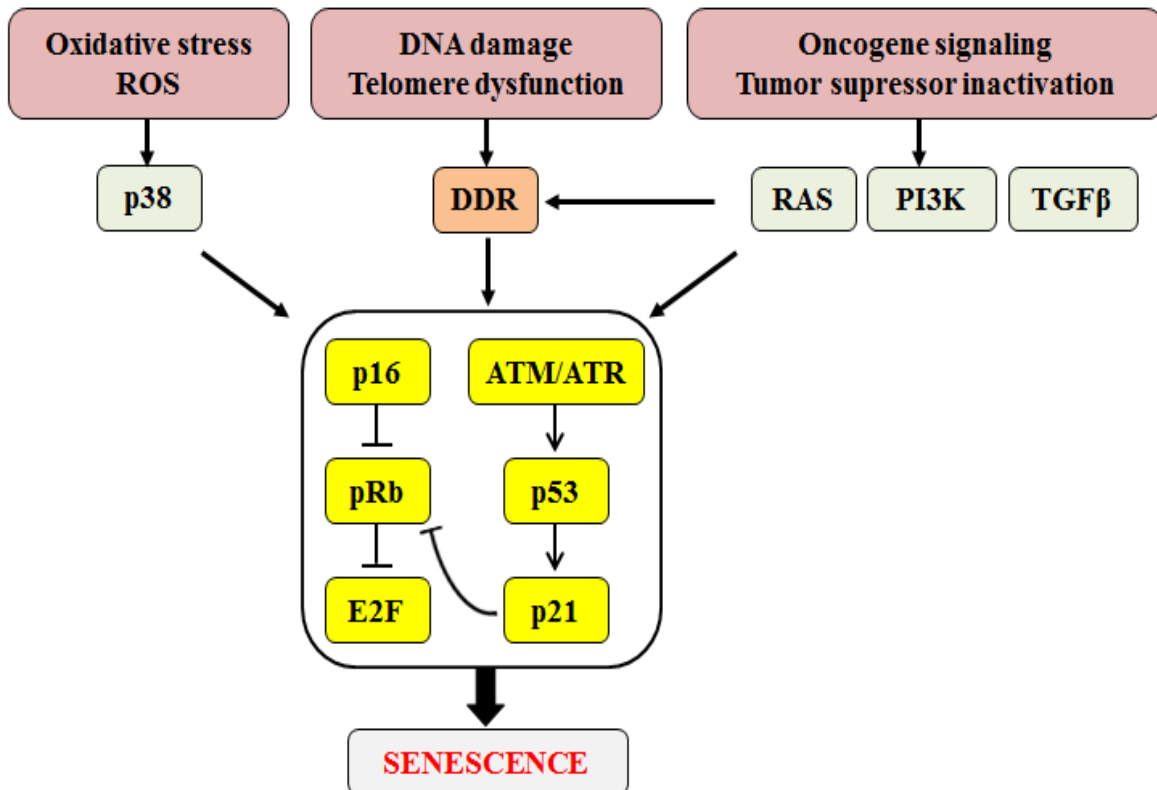 Oxidative stress
ROS
DNA damage
Telomere dysfunction
Oncogene signaling
Tumor supressor inactivation
p38
DDR
RAS
PI3K
TGFβ
p16
ATM/ATR
pRb
p53
E2F
p21
SENESCENCE